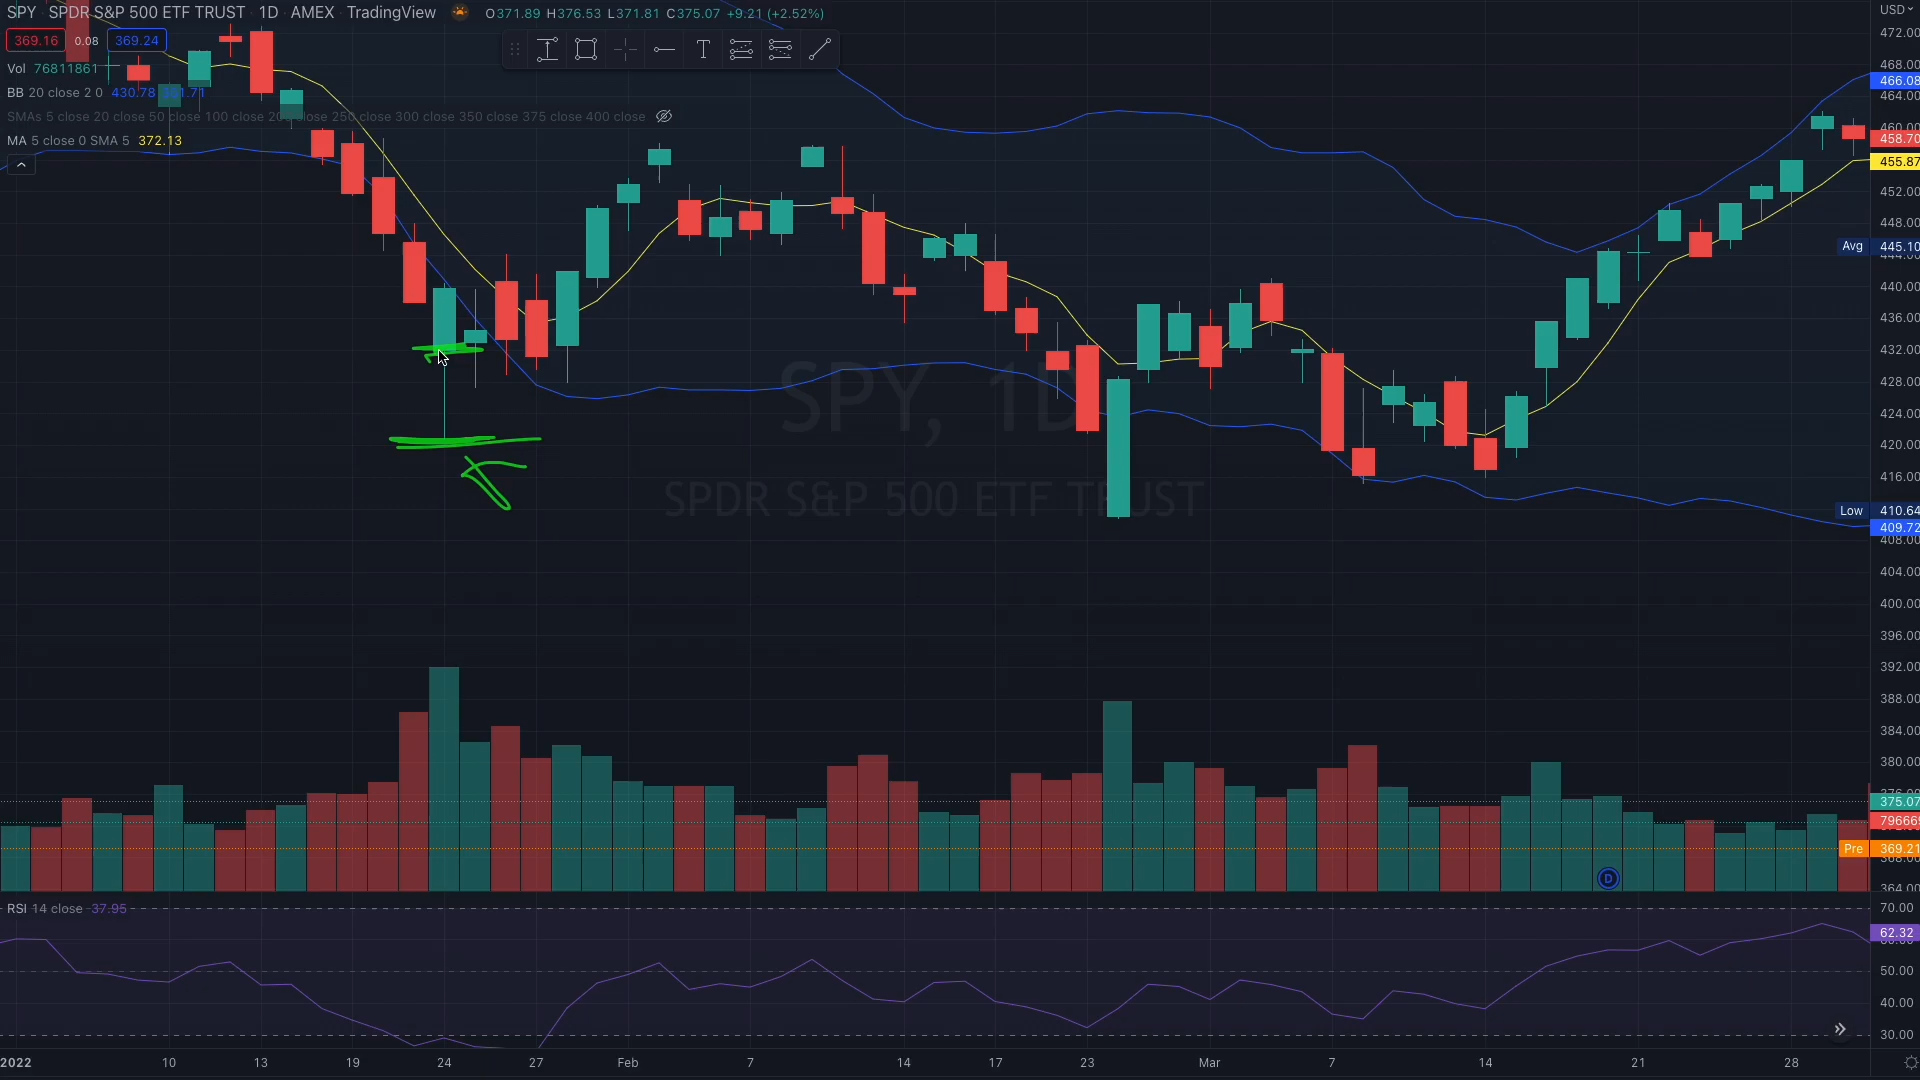 SPY · SPDR S&P 500 ETF TRUST · 1D · AMEX · TradingView O371.89 H376.53 L371.81 C375.07 +9.21 (+2.52%)
369.16 0.08 369.24
Vol 76811861
BB 20 close 2 0 430.78
SMAs 5 close 20 close 50 close 100 close 200 close 250 close 300 close 350 close 375 close 400 close
MA 5 close 0 SMA 5 372.13
T
SPY, 1D
SPDR S&P 500 ETF TRUST
USD
472.00
468.00
466.08
464.00
460.00
458.70
455.87
452.00
448.00
Avg 445.10
444.00
440.00
436.00
432.00
428.00
424.00
420.00
416.00
Low 410.64
409.72
408.00
404.00
400.00
396.00
392.00
388.00
384.00
380.00
375.07
796669
Pre 369.21
368.00
D
364.00
RSI 14 close 37.95
70.00
62.32
50.00
40.00
30.00
2022 10 13 19 24 27 Feb 7 14 17 23 Mar 7 14 21 28